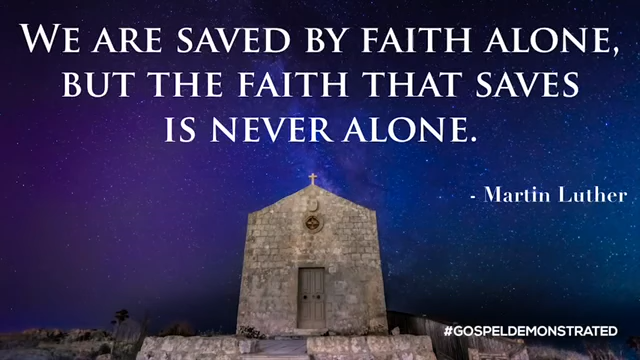 WE ARE SAVED BY FAITH ALONE,
BUT THE FAITH THAT SAVES
IS NEVER ALONE.
- Martin Luther
#GOSPELDEMONSTRATED